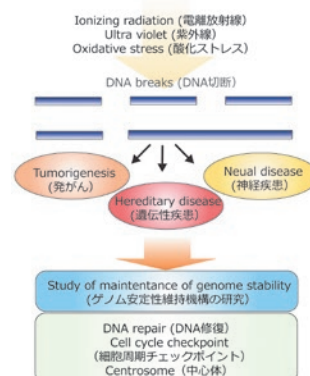 Ionizing radiation (電離放射線)
Ultra violet (紫外線)
Oxidative stress (酸化ストレス)
DNA breaks (DNA切断)
Tumorigenesis
(発がん)
Neual disease
(神経疾患)
Hereditary disease
(遺伝性疾患)
Study of maintentance of genome stability
(ゲノム安定性維持機構の研究)
DNA repair (DNA修復)
Cell cycle checkpoint
(細胞周期チェックポイント)
Centrosome (中心体)